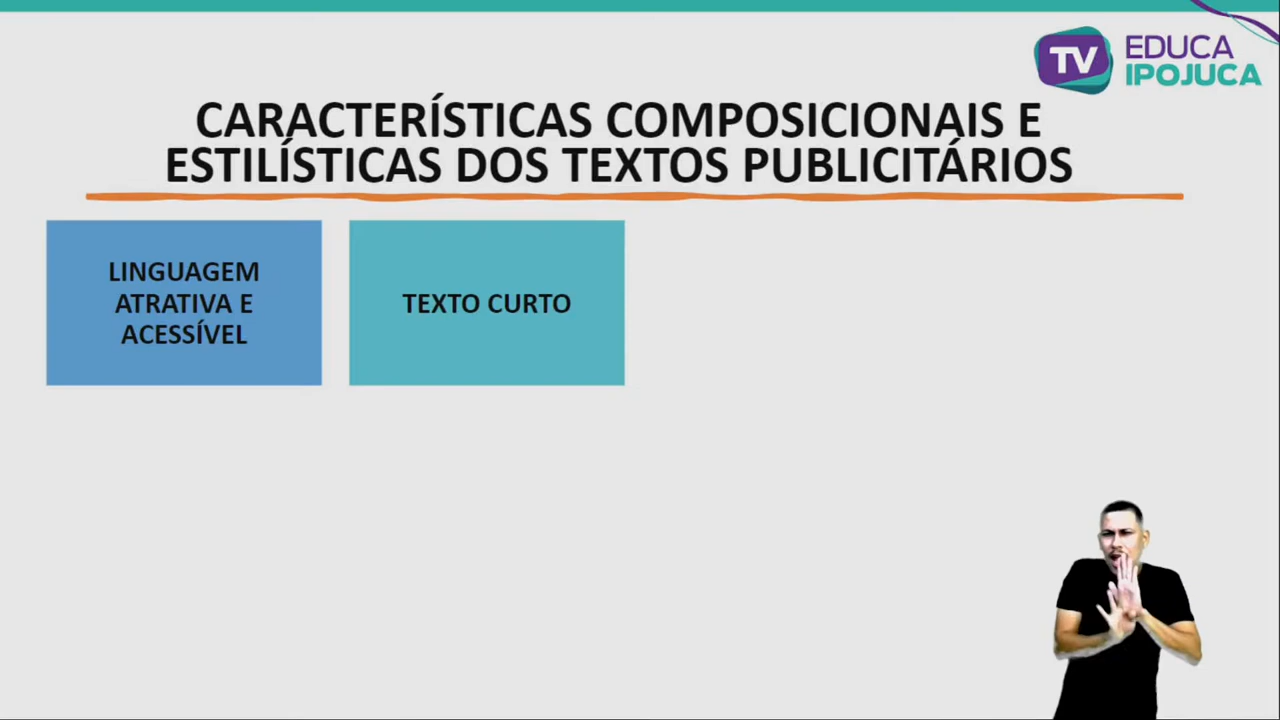 TV EDUCA
IPOJUCA
CARACTERÍSTICAS COMPOSICIONAIS E
ESTILÍSTICAS DOS TEXTOS PUBLICITÁRIOS
LINGUAGEM
ATRATIVA E
ACESSÍVEL
TEXTO CURTO